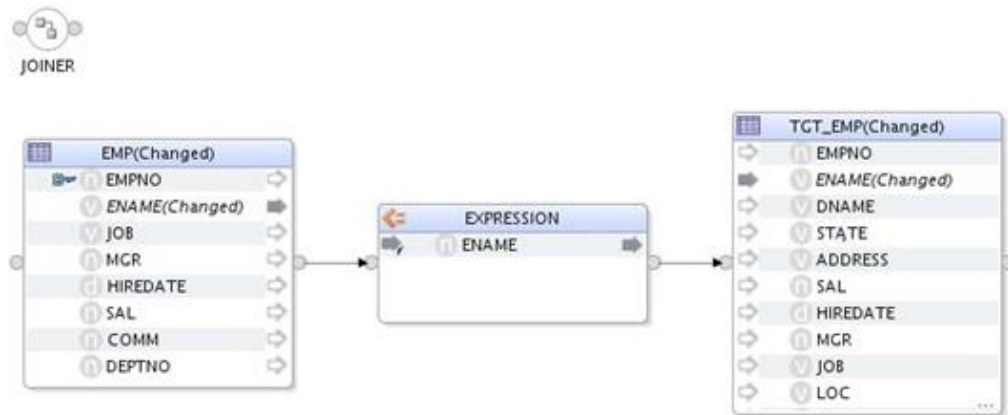 JOINER
EMP(Changed)
EMPNO
ENAME(Changed)
JOB
MGR
HIREDATE
SAL
COMM
DEPTNO
EXPRESSION
ENAME
TGT_EMP(Changed)
EMPNO
ENAME(Changed)
DNAME
STATE
ADDRESS
SAL
HIREDATE
MGR
JOB
LOC
...